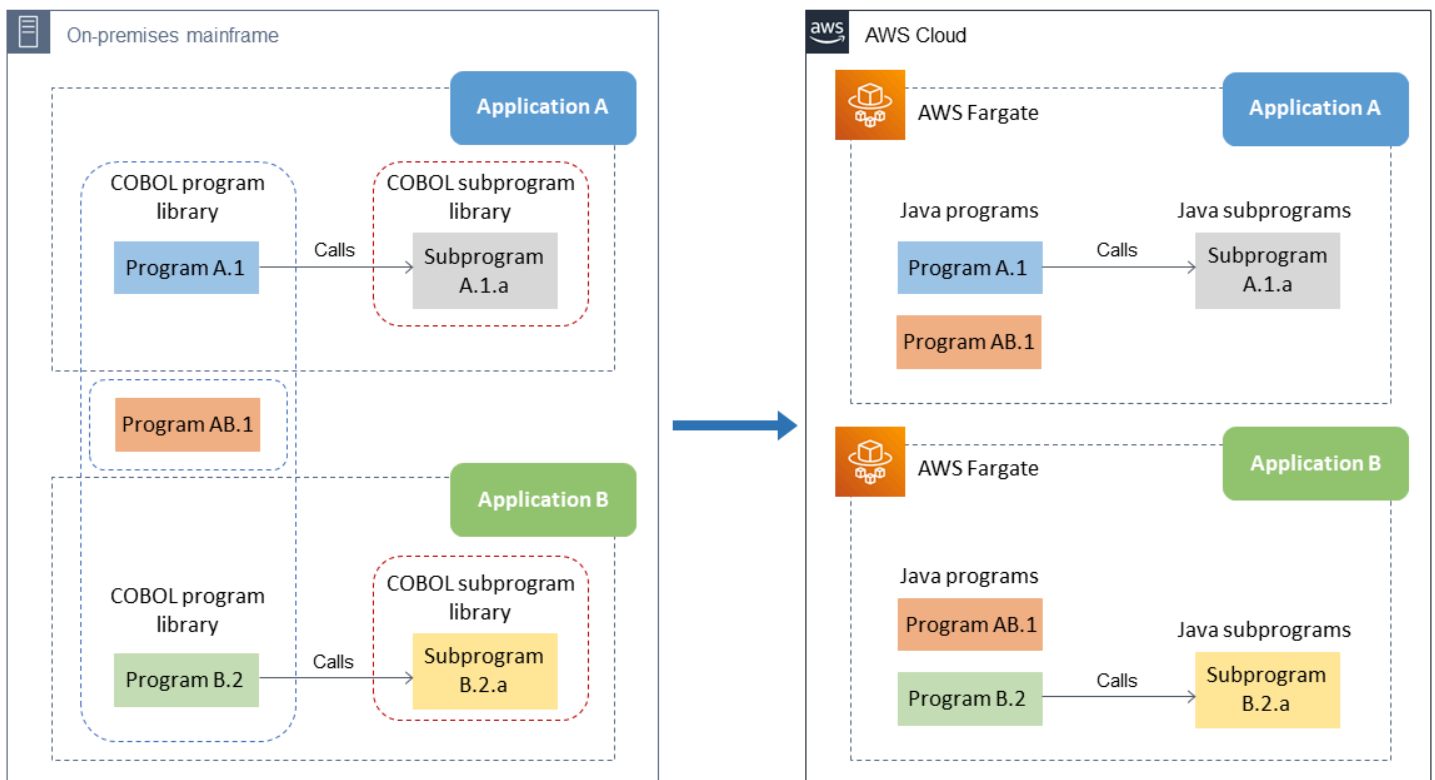 On-premises mainframe
Application A
COBOL program
library
COBOL subprogram
library
Program A.1
Calls
Subprogram
A.1.a
Program AB.1
Application B
COBOL program
library
COBOL subprogram
library
Program B.2
Calls
Subprogram
B.2.a
aws
AWS Cloud
AWS Fargate
Application A
Java programs
Java subprograms
Program A.1
Calls
Subprogram
A.1.a
Program AB.1
AWS Fargate
Application B
Java programs
Program AB.1
Java subprograms
Program B.2
Calls
Subprogram
B.2.a